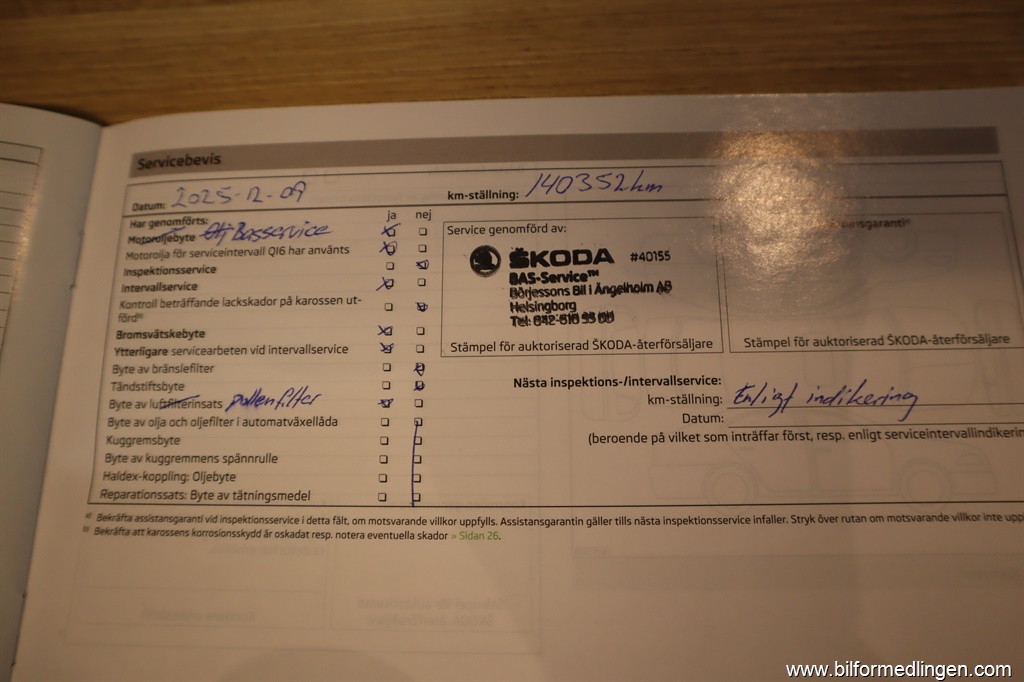 Servicebevis
Datum: 2025-12-09
km-ställning: 140352km
ja nej
Har genomförts:
Motoroljebyte Basservice
Motorolja för serviceintervall QI6 har använts
Inspektionsservice
Intervallservice
Kontroll beträffande lackskador på karossen ut-
förd
Bromsvätskebyte
Ytterligare servicearbeten vid intervallservice
Byte av bränslefilter
Tändstiftsbyte
Byte av luftfilterinsats pollenfilter
Byte av olja och oljefilter i automatväxellåda
Kuggremsbyte
Byte av kuggremmens spännrulle
Haldex-koppling: Oljebyte
Reparationssats: Byte av tätningsmedel
Service genomförd av:
ŠKODA #40155
BAS-Service™
Börjessons Bil i Ängelholm AB
Helsingborg
Tel: 042-
Stämpel för auktoriserad ŠKODA-återförsäljare
Stämpel för auktoriserad ŠKODA-återförsäljare
Nästa inspektions-/intervallservice:
km-ställning: Enligt indikering
Datum:
(beroende på vilket som inträffar först, resp. enligt serviceintervallindikerin
a) Bekräfta assistansgaranti vid inspektionsservice i detta fält, om motsvarande villkor uppfylls. Assistansgarantin gäller tills nästa inspektionsservice infaller. Stryk över rutan om motsvarande villkor inte upp
Bekräfta att karossens korrosionsskydd är oskadat resp. notera eventuella skador » Sidan 26.
www.bilformedlingen.com